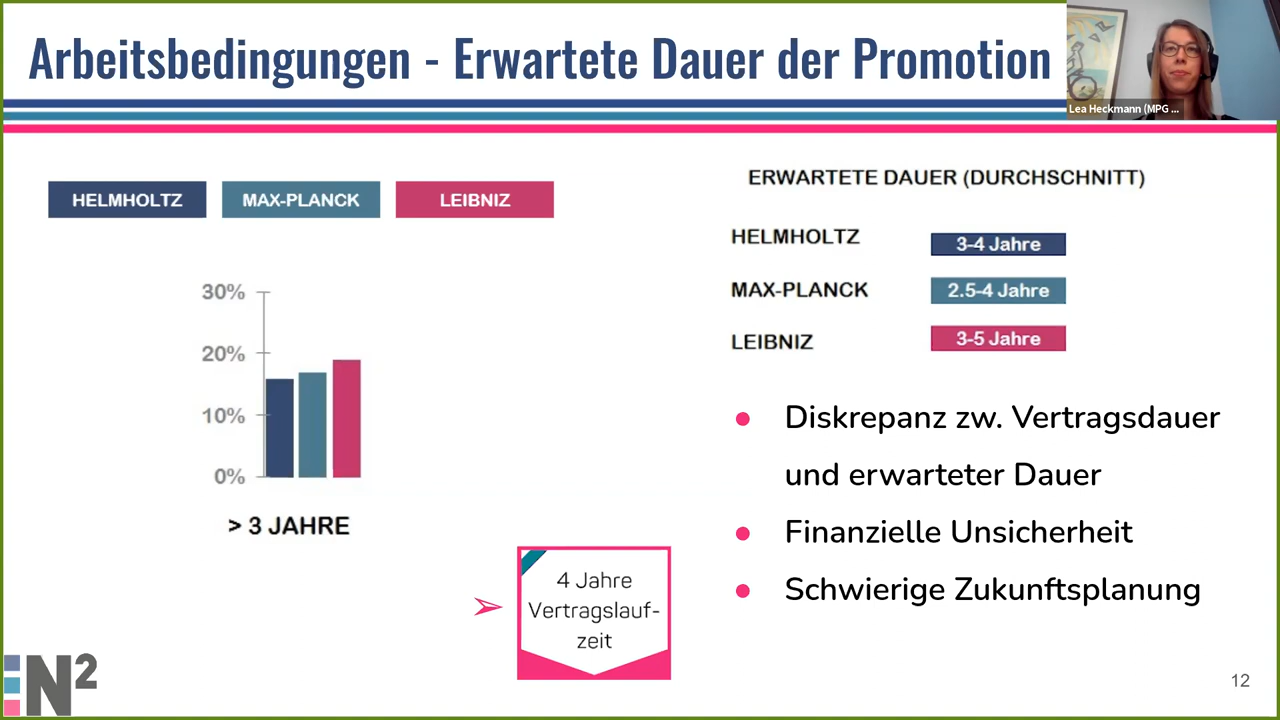 Arbeitsbedingungen - Erwartete Dauer der Promotion
Lea Heckmann (MPG ...
HELMHOLTZ
MAX-PLANCK
LEIBNIZ
30%
20%
10%
0%
> 3 JAHRE
ERWARTETE DAUER (DURCHSCHNITT)
HELMHOLTZ 3-4 Jahre
MAX-PLANCK 2.5-4 Jahre
LEIBNIZ 3-5 Jahre
● Diskrepanz zw. Vertragsdauer
und erwarteter Dauer
● Finanzielle Unsicherheit
● Schwierige Zukunftsplanung
➢ 4 Jahre
Vertragslauf-
zeit
N²
12